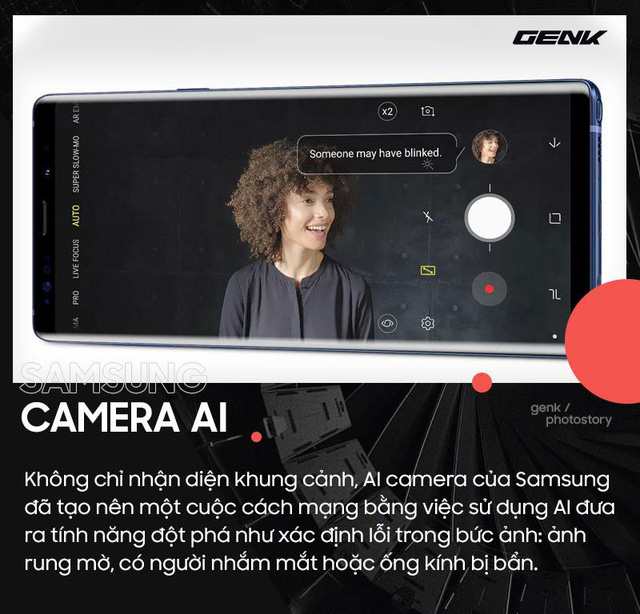 GENK
x2
AR E
SUPER SLOW-MO
AUTO
LIVE FOCUS
PRO
MA
Someone may have blinked.
SAMSUNG
CAMERA AI
genk /
photostory
Không chỉ nhận diện khung cảnh, AI camera của Samsung
đã tạo nên một cuộc cách mạng bằng việc sử dụng AI đưa
ra tính năng đột phá như xác định lỗi trong bức ảnh: ảnh
rung mờ, có người nhắm mắt hoặc ống kính bị bẩn.